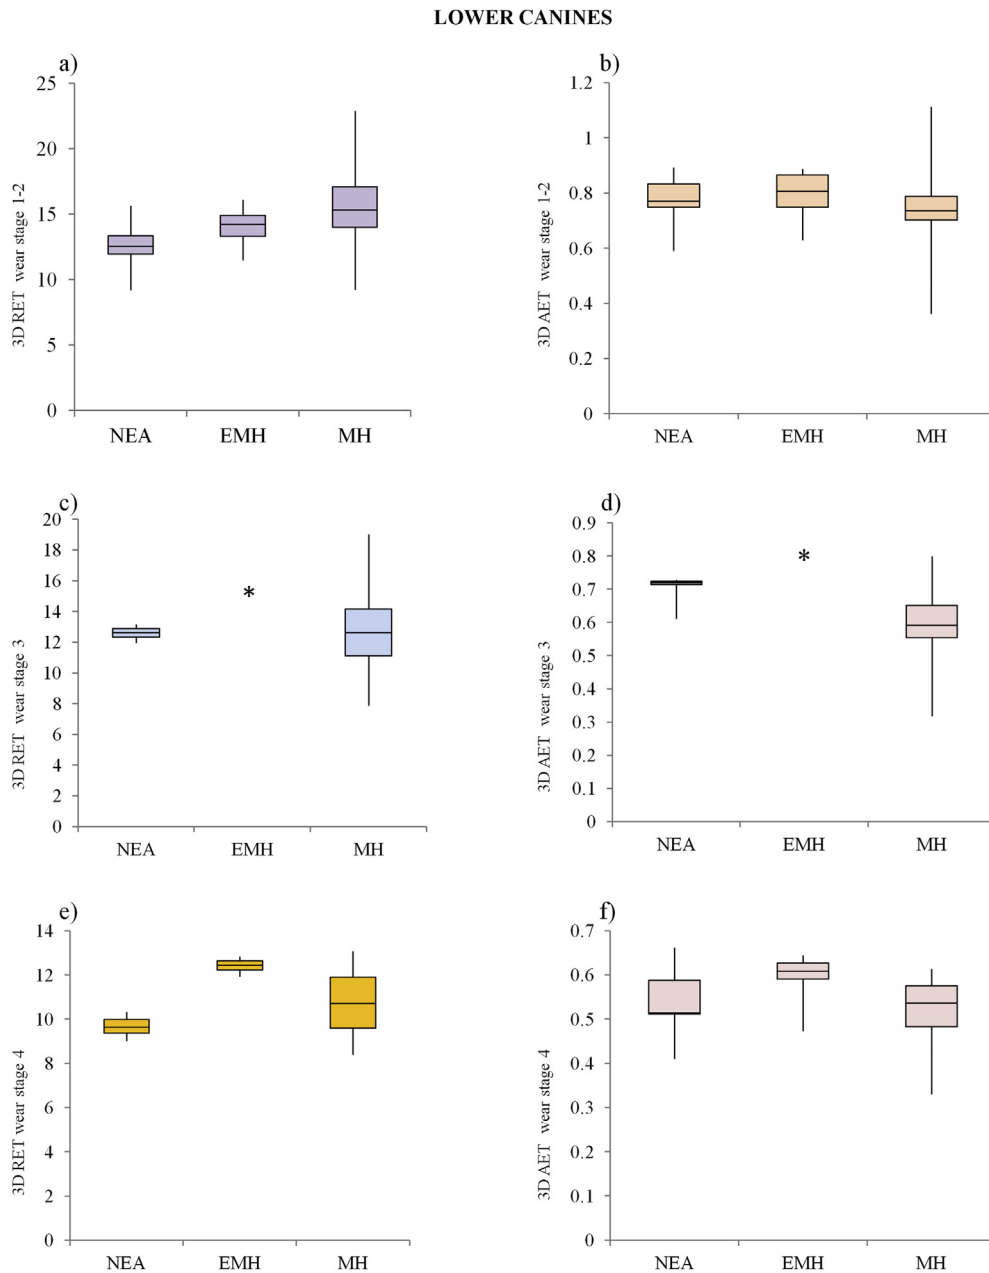 LOWER CANINES
a)
3D RET wear stage 1-2
25
20
15
10
5
0
NEA EMH MH
b)
3D AET wear stage 1-2
1.2
1
0.8
0.6
0.4
0.2
0
NEA EMH MH
c)
3D RET wear stage 3
20
18
16
14
12
10
8
6
4
2
0
*
NEA EMH MH
d)
3D AET wear stage 3
0.9
0.8
0.7
0.6
0.5
0.4
0.3
0.2
0.1
0
*
NEA EMH MH
e)
3D RET wear stage 4
14
12
10
8
6
4
2
0
NEA EMH MH
f)
3D AET wear stage 4
0.7
0.6
0.5
0.4
0.3
0.2
0.1
0
NEA EMH MH